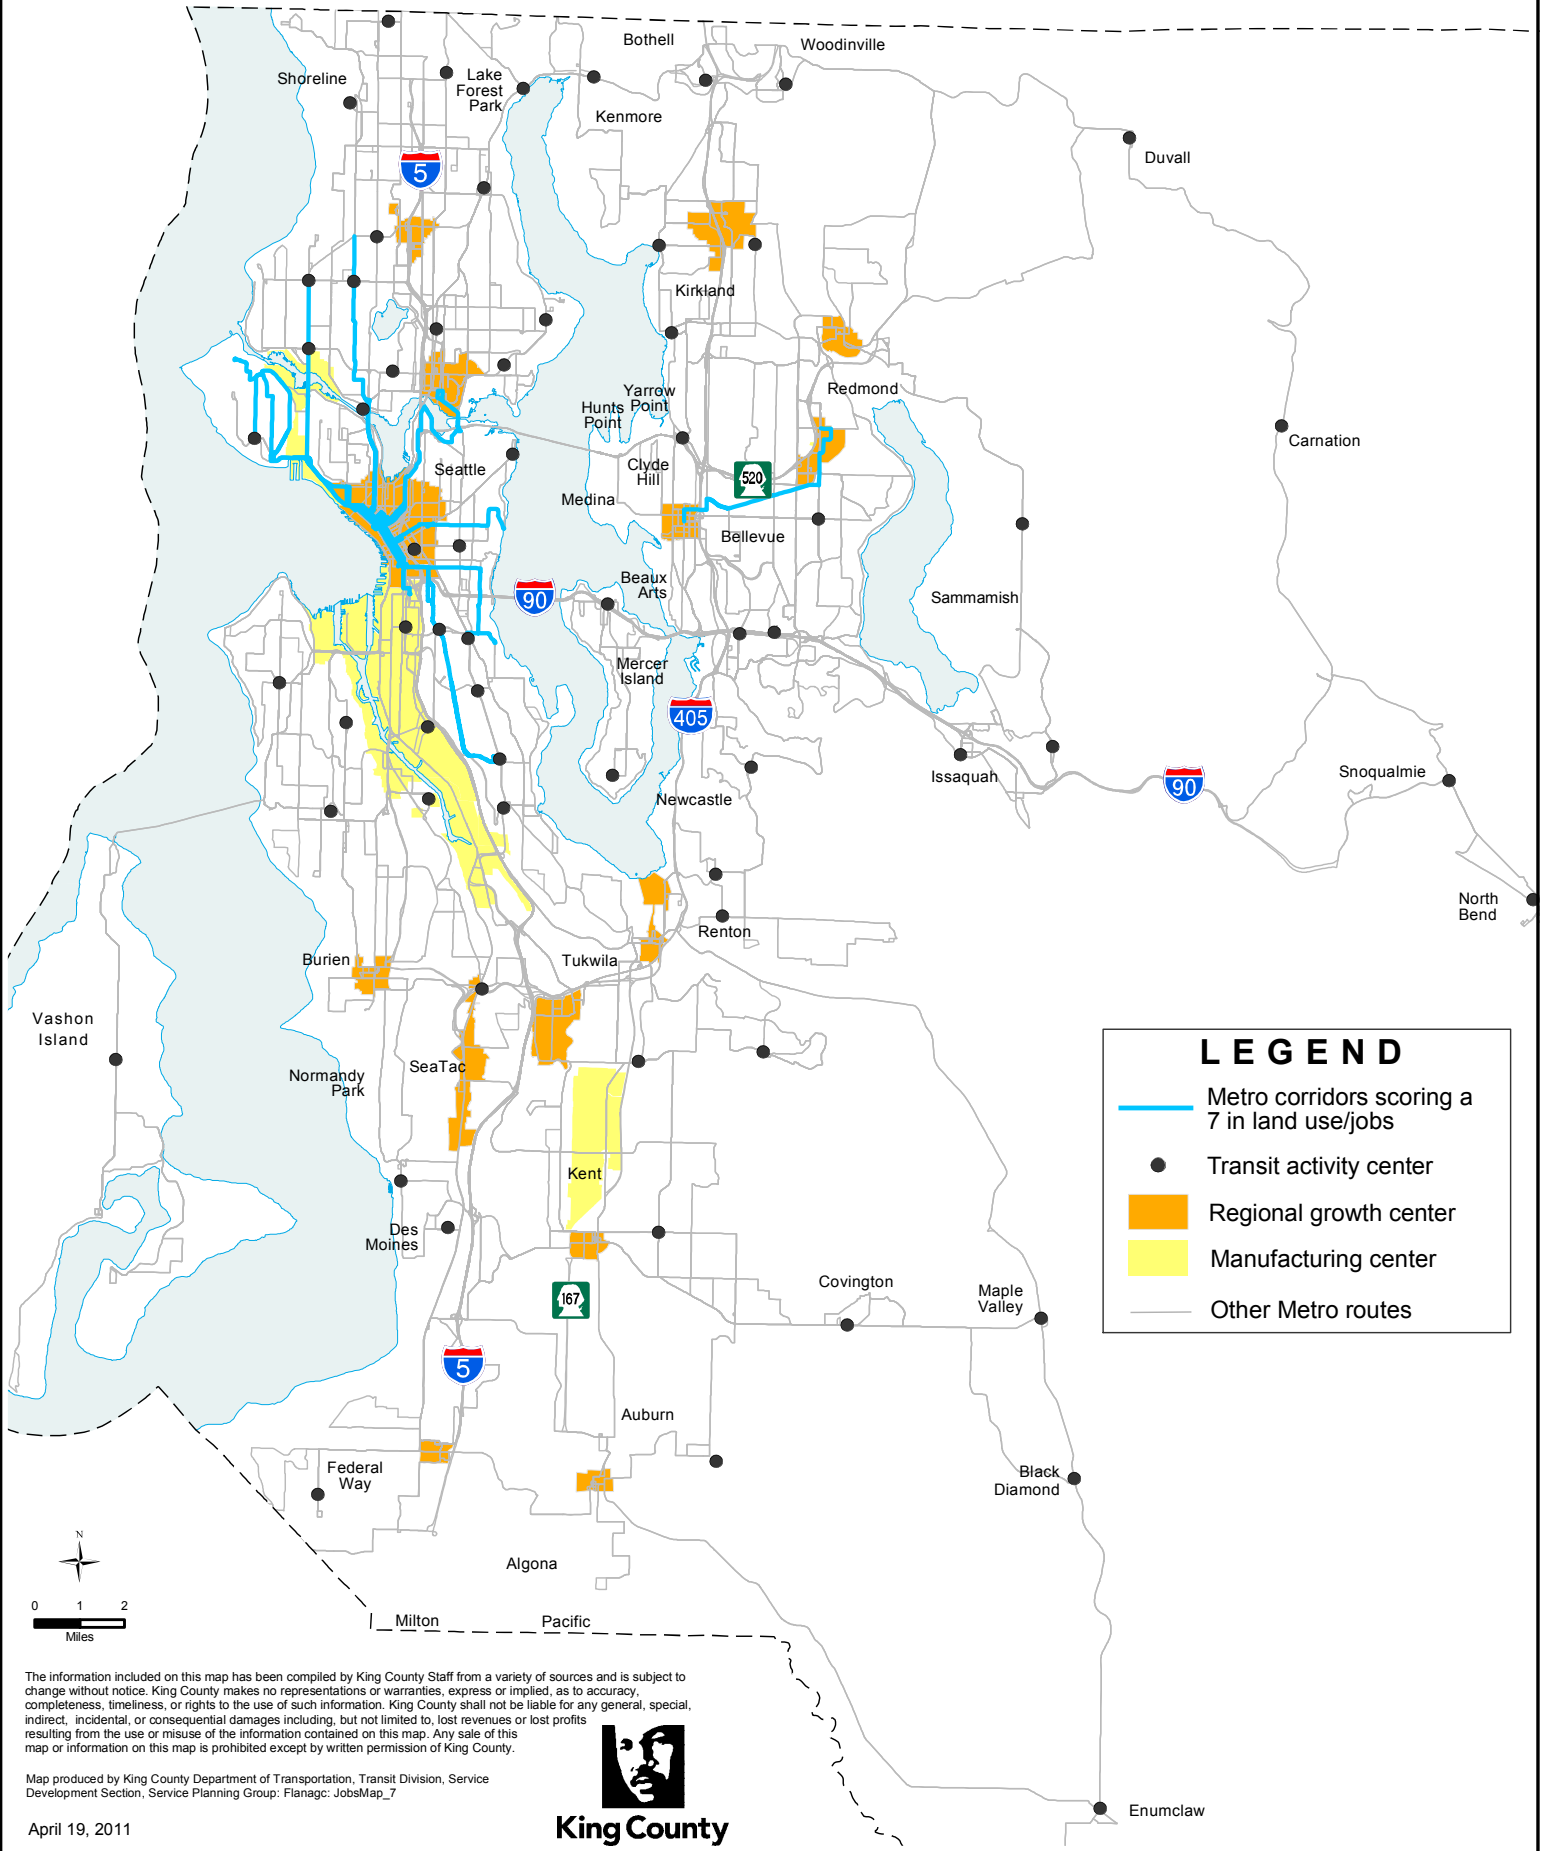 Bothell
Woodinville
Shoreline
Lake
Forest
Park
Kenmore
Duvall
5
Kirkland
Redmond
Yarrow
Point
Hunts
Point
Carnation
Seattle
Clyde
Hill
520
Medina
Bellevue
Beaux
Arts
90
Sammamish
Mercer
Island
405
Issaquah
90
Snoqualmie
Newcastle
North
Bend
Renton
Burien
Tukwila
Vashon
Island
SeaTac
Normandy
Park
Kent
Des
Moines
167
Covington
Maple
Valley
5
Auburn
Federal
Way
Black
Diamond
Algona
Milton
Pacific
Enumclaw
LEGEND
Metro corridors scoring a
7 in land use/jobs
Transit activity center
Regional growth center
Manufacturing center
Other Metro routes
N
0 1 2
Miles
The information included on this map has been compiled by King County Staff from a variety of sources and is subject to
change without notice. King County makes no representations or warranties, express or implied, as to accuracy,
completeness, timeliness, or rights to the use of such information. King County shall not be liable for any general, special,
indirect, incidental, or consequential damages including, but not limited to, lost revenues or lost profits
resulting from the use or misuse of the information contained on this map. Any sale of this
map or information on this map is prohibited except by written permission of King County.
Map produced by King County Department of Transportation, Transit Division, Service
Development Section, Service Planning Group: Flanagc: JobsMap_7
April 19, 2011
King County